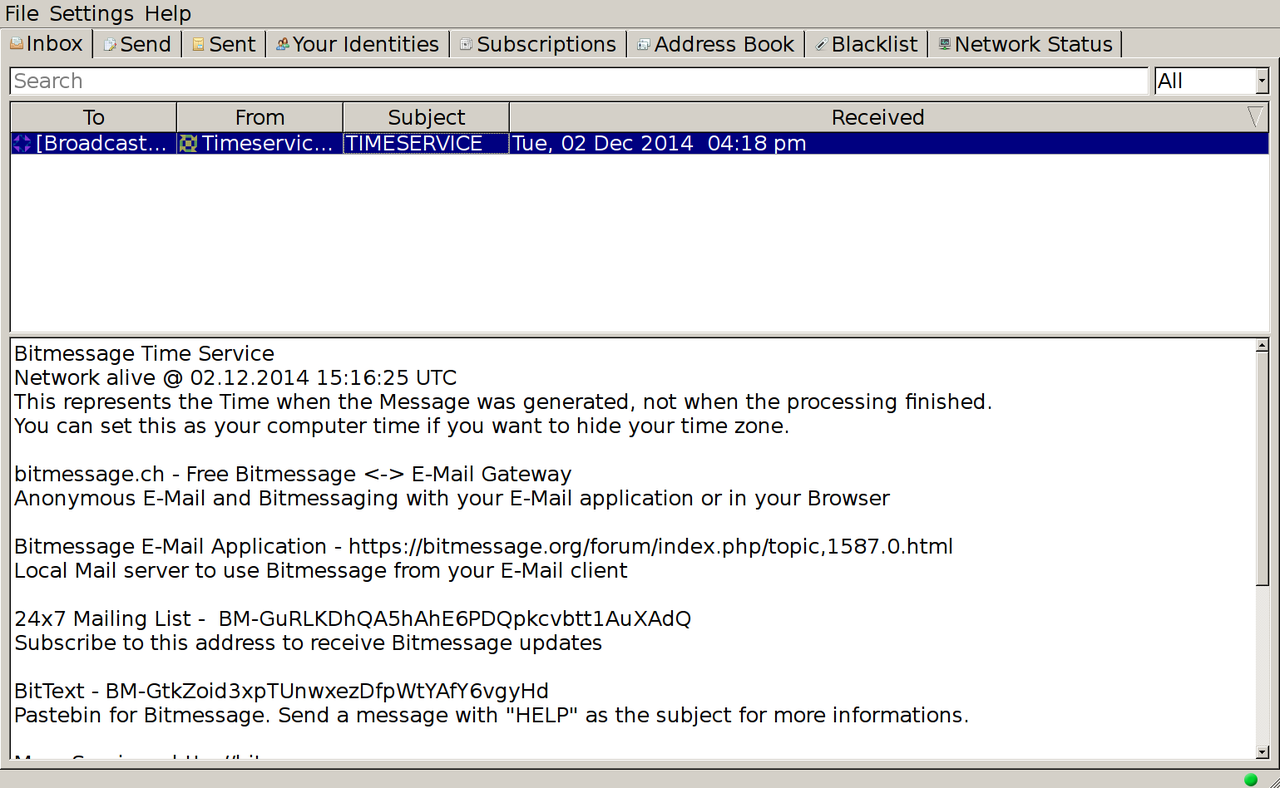 File Settings Help
Inbox Send Sent Your Identities Subscriptions Address Book Blacklist Network Status
Search All
To From Subject Received
[Broadcast... Timeservic... TIMESERVICE Tue, 02 Dec 2014 04:18 pm
Bitmessage Time Service
Network alive @ 02.12.2014 15:16:25 UTC
This represents the Time when the Message was generated, not when the processing finished.
You can set this as your computer time if you want to hide your time zone.
bitmessage.ch - Free Bitmessage <-> E-Mail Gateway
Anonymous E-Mail and Bitmessaging with your E-Mail application or in your Browser
Bitmessage E-Mail Application - https://bitmessage.org/forum/index.php/topic,1587.0.html
Local Mail server to use Bitmessage from your E-Mail client
24x7 Mailing List - BM-GuRLKDhQA5hAhE6PDQpkcvbtt1AuXAdQ
Subscribe to this address to receive Bitmessage updates
BitText - BM-GtkZoid3xpTUnwxezDfpWtYAfY6vgyHd
Pastebin for Bitmessage. Send a message with "HELP" as the subject for more informations.